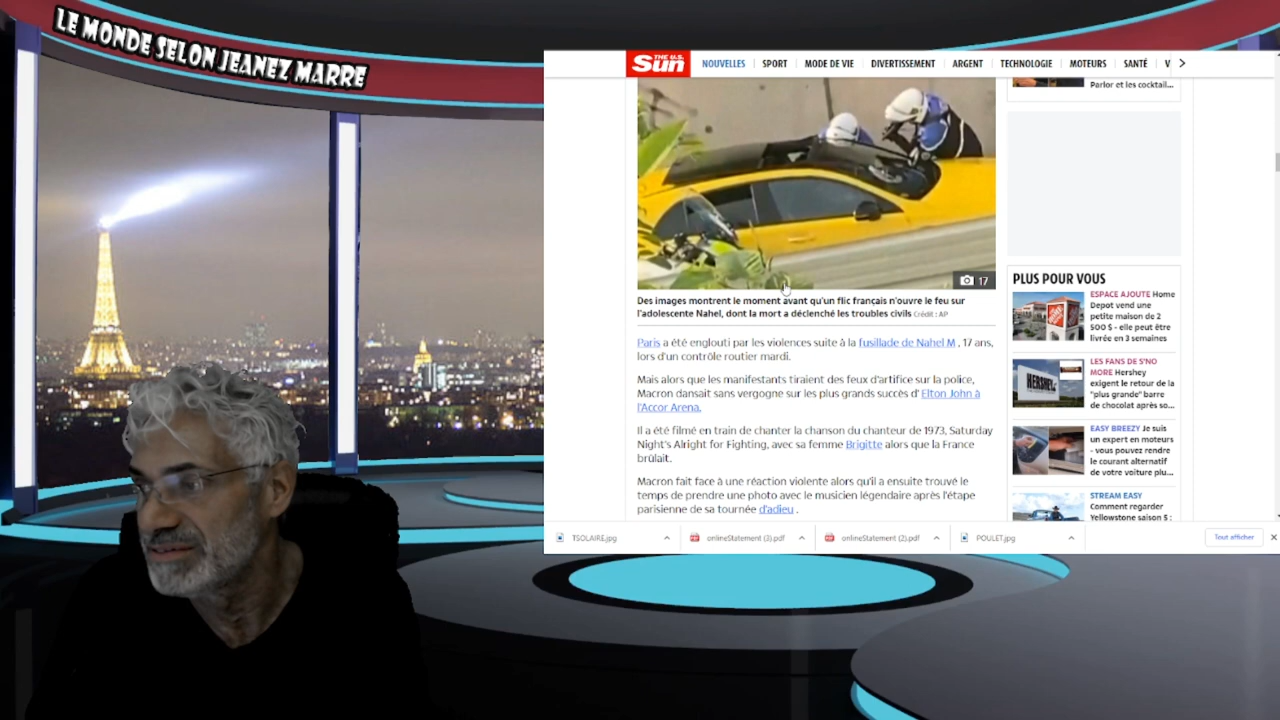 LE MONDE SELON JEANEZ MARRE
THE U.S. Sun
NOUVELLES SPORT MODE DE VIE DIVERTISSEMENT ARGENT TECHNOLOGIE MOTEURS SANTÉ V
Parlor et les cocktail...
17
Des images montrent le moment avant qu'un flic français n'ouvre le feu sur
l'adolescente Nahel, dont la mort a déclenché les troubles civils Crédit : AP
Paris a été englouti par les violences suite à la fusillade de Nahel M , 17 ans,
lors d'un contrôle routier mardi.
Mais alors que les manifestants tiraient des feux d'artifice sur la police,
Macron dansait sans vergogne sur les plus grands succès d' Elton John à
l'Accor Arena.
Il a été filmé en train de chanter la chanson du chanteur de 1973, Saturday
Night's Alright for Fighting, avec sa femme Brigitte alors que la France
brûlait.
Macron fait face à une réaction violente alors qu'il a ensuite trouvé le
temps de prendre une photo avec le musicien légendaire après l'étape
parisienne de sa tournée d'adieu .
PLUS POUR VOUS
ESPACE AJOUTE Home
Depot vend une
petite maison de 2
500 $ - elle peut être
livrée en 3 semaines
LES FANS DE S'NO
MORE Hershey
exigent le retour de la
"plus grande" barre
de chocolat après so...
HERSHEY
EASY BREEZY Je suis
un expert en moteurs
- vous pouvez rendre
le courant alternatif
de votre voiture plu...
STREAM EASY
Comment regarder
Yellowstone saison 5 :
TSOLAIRE.jpg
onlineStatement (3).pdf
onlineStatement (2).pdf
POULET.jpg
Tout afficher